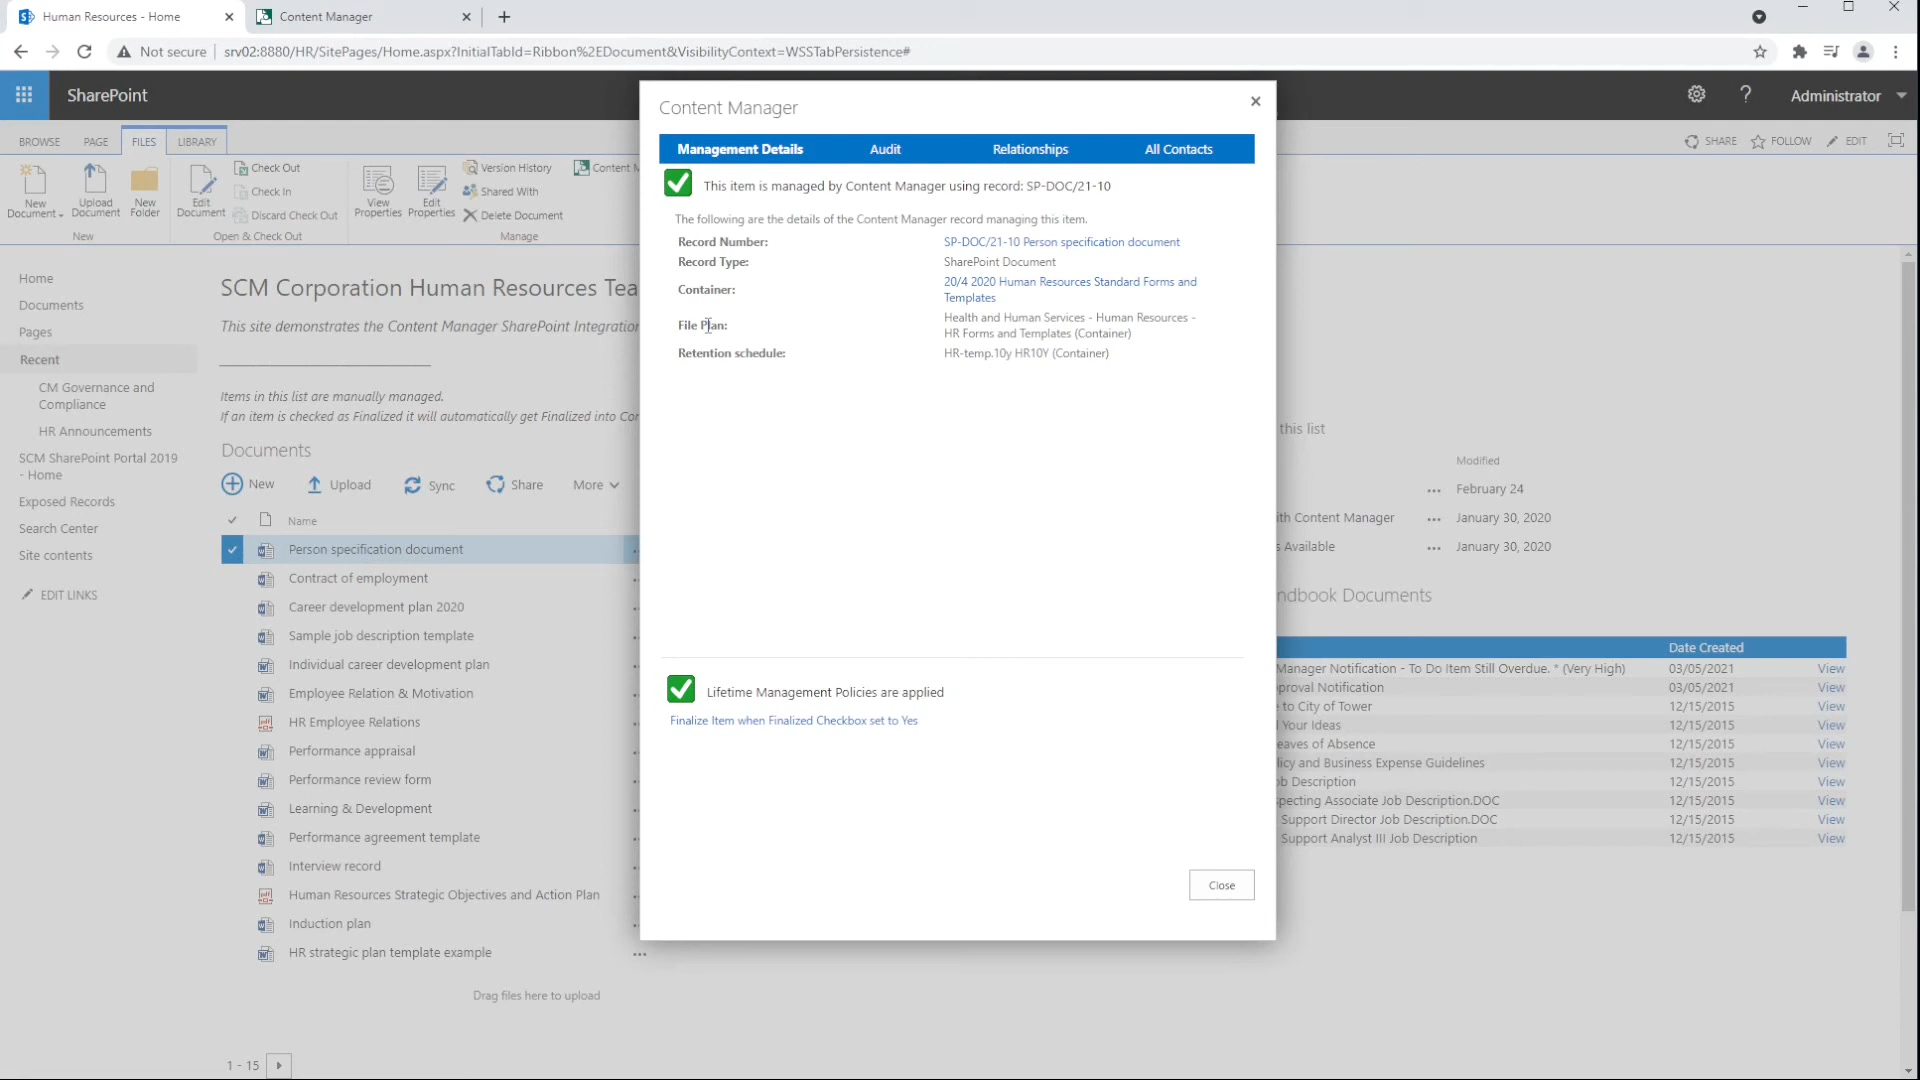 Human Resources - Home
Content Manager
Not secure
srv02:8880/HR/SitePages/Home.aspx?InitialTabId=Ribbon%2EDocument&VisibilityContext=WSSTabPersistence#
SharePoint
Administrator
BROWSE PAGE FILES LIBRARY
SHARE FOLLOW EDIT
New Document
Upload Document
New Folder
New
Edit Document
Check Out
Check In
Discard Check Out
Open & Check Out
View Properties
Edit Properties
Version History
Shared With
Delete Document
Manage
Content M
Home
Documents
Pages
Recent
CM Governance and
Compliance
HR Announcements
SCM SharePoint Portal 2019
- Home
Exposed Records
Search Center
Site contents
EDIT LINKS
SCM Corporation Human Resources Tea
This site demonstrates the Content Manager SharePoint Integration
Items in this list are manually managed.
If an item is checked as Finalized it will automatically get Finalized into Con
Documents
New Upload Sync Share More
Name
Person specification document
Contract of employment
Career development plan 2020
Sample job description template
Individual career development plan
Employee Relation & Motivation
HR Employee Relations
Performance appraisal
Performance review form
Learning & Development
Performance agreement template
Interview record
Human Resources Strategic Objectives and Action Plan
Induction plan
HR strategic plan template example
Drag files here to upload
1 - 15
Content Manager
Management Details Audit Relationships All Contacts
This item is managed by Content Manager using record: SP-DOC/21-10
The following are the details of the Content Manager record managing this item.
Record Number: SP-DOC/21-10 Person specification document
Record Type: SharePoint Document
Container: 20/4 2020 Human Resources Standard Forms and
Templates
File Plan: Health and Human Services - Human Resources -
HR Forms and Templates (Container)
Retention schedule: HR-temp.10y HR10Y (Container)
Lifetime Management Policies are applied
Finalize Item when Finalized Checkbox set to Yes
Close
this list
Modified
February 24
ith Content Manager January 30, 2020
s Available January 30, 2020
ndbook Documents
Date Created
Manager Notification - To Do Item Still Overdue. * (Very High) 03/05/2021 View
proval Notification 03/05/2021 View
e to City of Tower 12/15/2015 View
l Your Ideas 12/15/2015 View
eaves of Absence 12/15/2015 View
licy and Business Expense Guidelines 12/15/2015 View
ob Description 12/15/2015 View
specting Associate Job Description.DOC 12/15/2015 View
Support Director Job Description.DOC 12/15/2015 View
Support Analyst III Job Description 12/15/2015 View